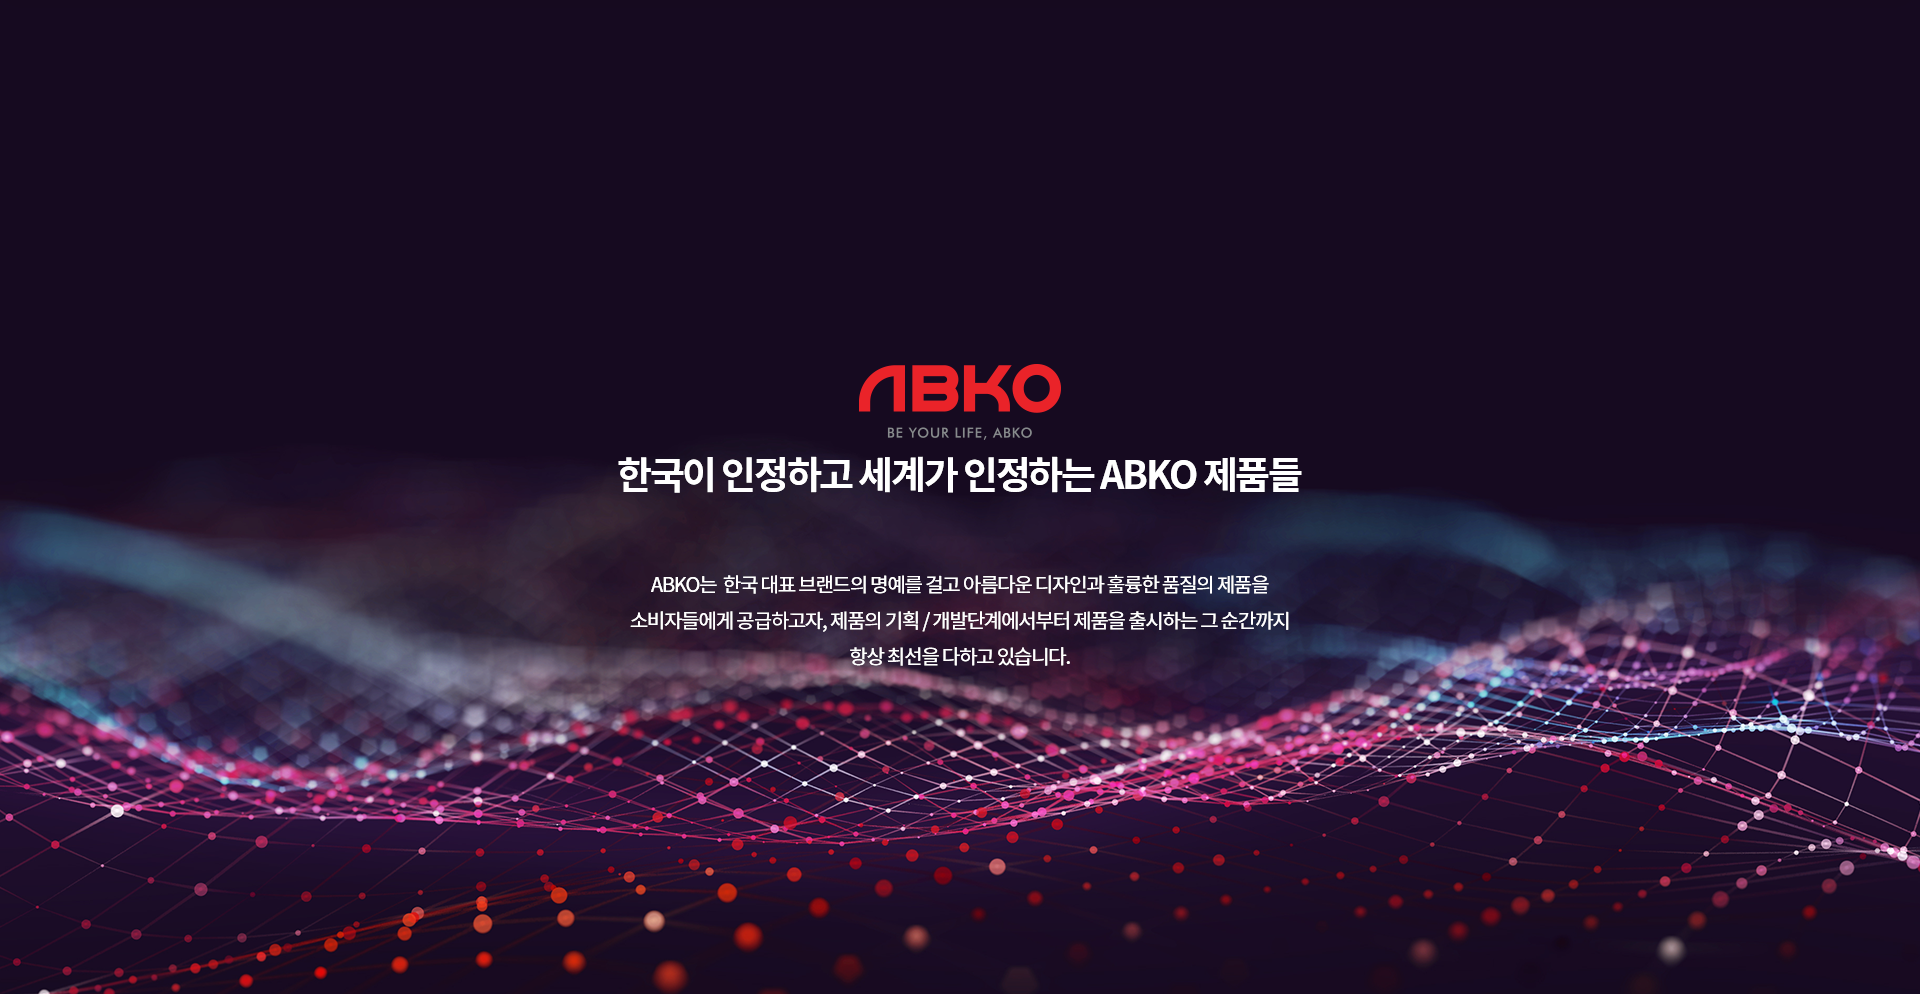 ABKO
BE YOUR LIFE, ABKO
한국이 인정하고 세계가 인정하는 ABKO 제품들
ABKO는 한국 대표 브랜드의 명예를 걸고 아름다운 디자인과 훌륭한 품질의 제품을
소비자들에게 공급하고자, 제품의 기획 / 개발단계에서부터 제품을 출시하는 그 순간까지
항상 최선을 다하고 있습니다.